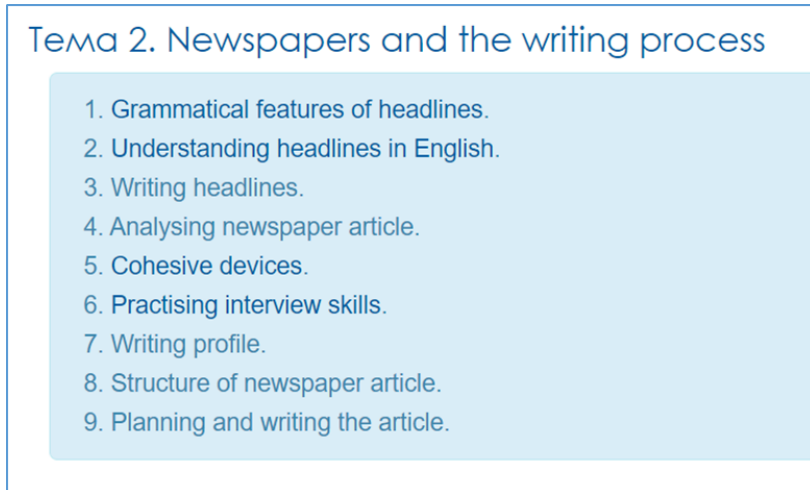 Тема 2. Newspapers and the writing process
1. Grammatical features of headlines.
2. Understanding headlines in English.
3. Writing headlines.
4. Analysing newspaper article.
5. Cohesive devices.
6. Practising interview skills.
7. Writing profile.
8. Structure of newspaper article.
9. Planning and writing the article.